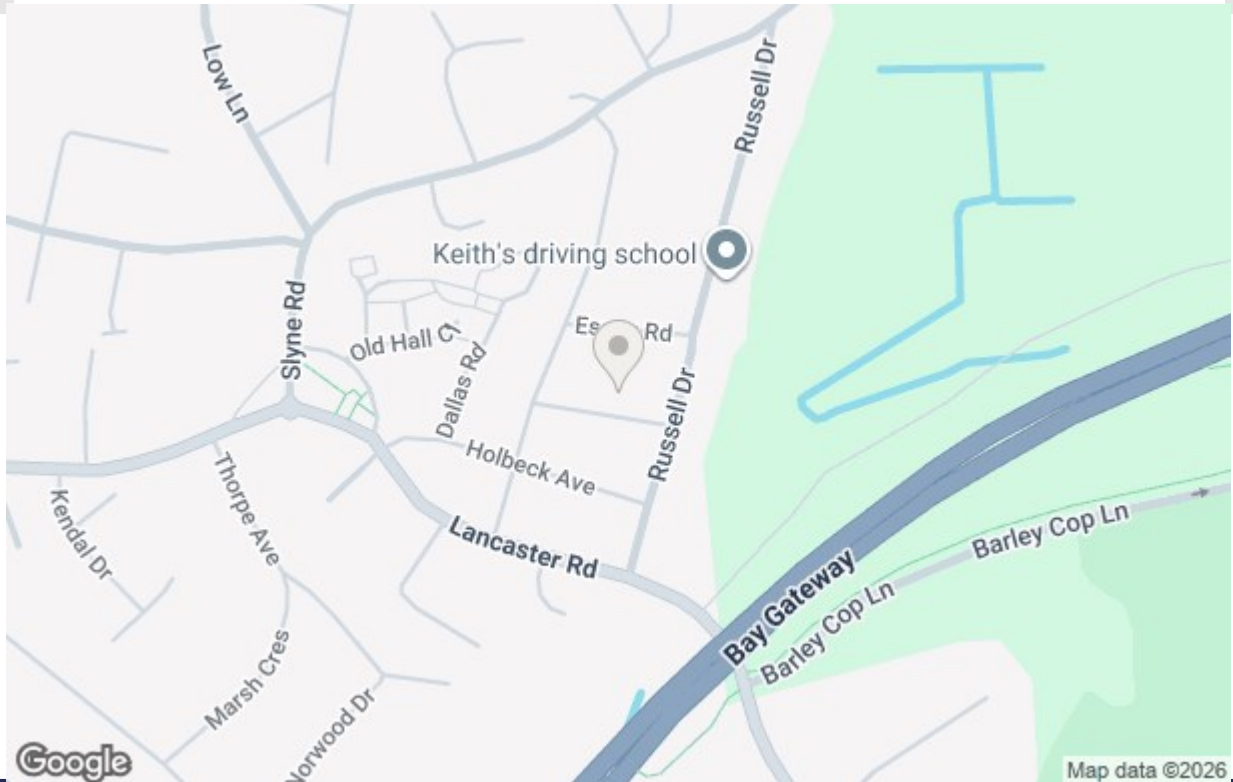 Low Ln
Russell Dr
Keith's driving school
Slyne Rd
Old Hall Ct
Rd
Dallas Rd
Russell Dr
Holbeck Ave
Thorpe Ave
Kendal Dr
Lancaster Rd
Barley Cop Ln
Bay Gateway
Barley Cop Ln
Marsh Cres
Norwood Dr
Google
Map data ©2026